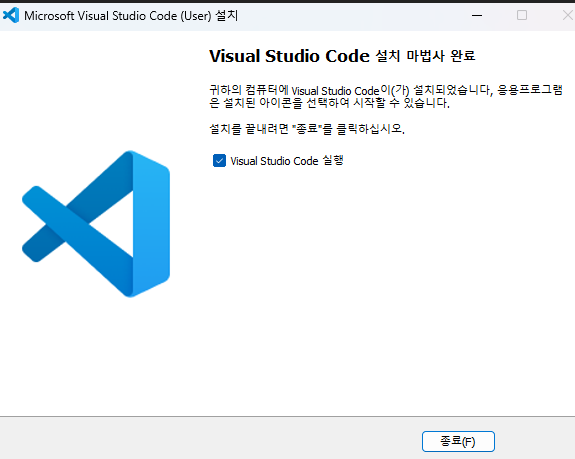 Microsoft Visual Studio Code (User) 설치
Visual Studio Code 설치 마법사 완료
귀하의 컴퓨터에 Visual Studio Code이(가) 설치되었습니다, 응용프로그램
은 설치된 아이콘을 선택하여 시작할 수 있습니다.
설치를 끝내려면 "종료"를 클릭하십시오.
Visual Studio Code 실행
종료(F)